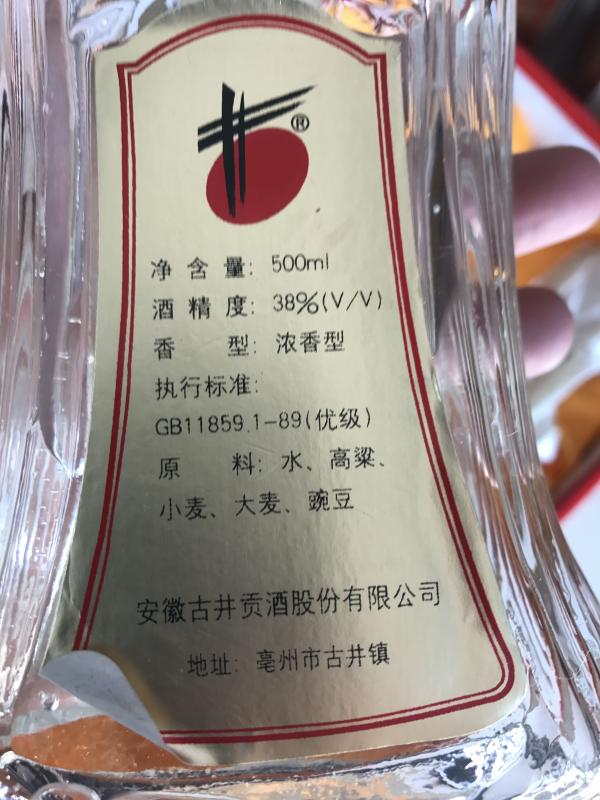 ®
净含量: 500ml
酒精度: 38%(V/V)
香型: 浓香型
执行标准:
GB11859.1-89(优级)
原料: 水、高粱、
小麦、大麦、豌豆
安徽古井贡酒股份有限公司
地址: 亳州市古井镇